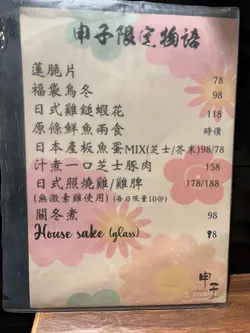 申子限定物語
蓮脆片 78
福袋烏冬 98
日式雞鎚蝦花 118
原條鮮魚兩食 時價
日本產板魚蛋MIX(芝士/芥末)98/78
汁煮一口芝士豚肉 158
日式照燒雞/雞脾 178/188
(無激素雞使用)(每日限量10份)
關冬煮 98
House sake (glass) 98
申子